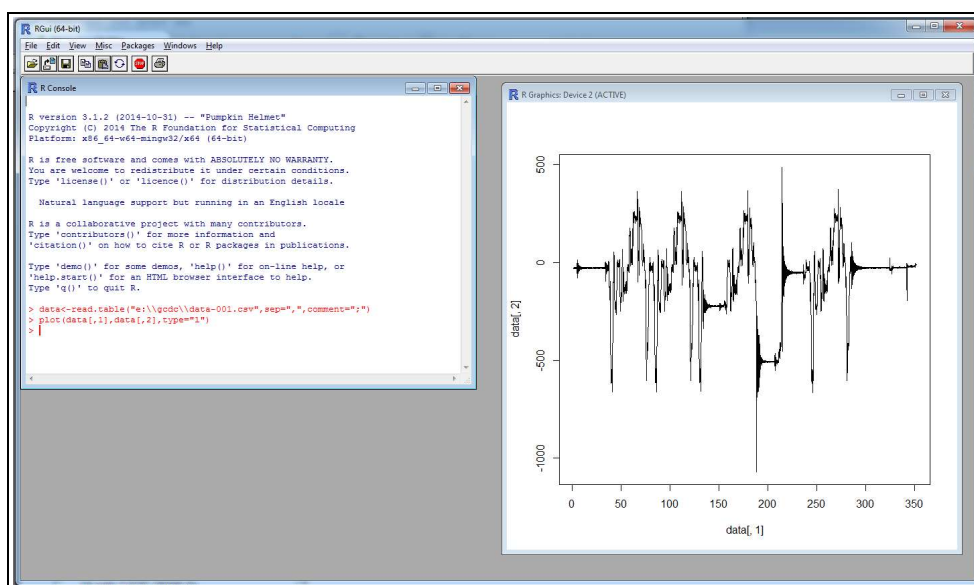 RGui (64-bit)
File Edit View Misc Packages Windows Help
STOP
R Console
R version 3.1.2 (2014-10-31) -- "Pumpkin Helmet"
Copyright (C) 2014 The R Foundation for Statistical Computing
Platform: x86_64-w64-mingw32/x64 (64-bit)
R is free software and comes with ABSOLUTELY NO WARRANTY.
You are welcome to redistribute it under certain conditions.
Type 'license()' or 'licence()' for distribution details.
Natural language support but running in an English locale
R is a collaborative project with many contributors.
Type 'contributors()' for more information and
'citation()' on how to cite R or R packages in publications.
Type 'demo()' for some demos, 'help()' for on-line help, or
'help.start()' for an HTML browser interface to help.
Type 'q()' to quit R.
> data<-read.table("e:\\gcdc\\data-001.csv",sep=",",comment=";")
> plot(data[,1],data[,2],type="l")
>
R Graphics: Device 2 (ACTIVE)
500
0
-500
-1000
data[, 2]
0 50 100 150 200 250 300 350
data[, 1]